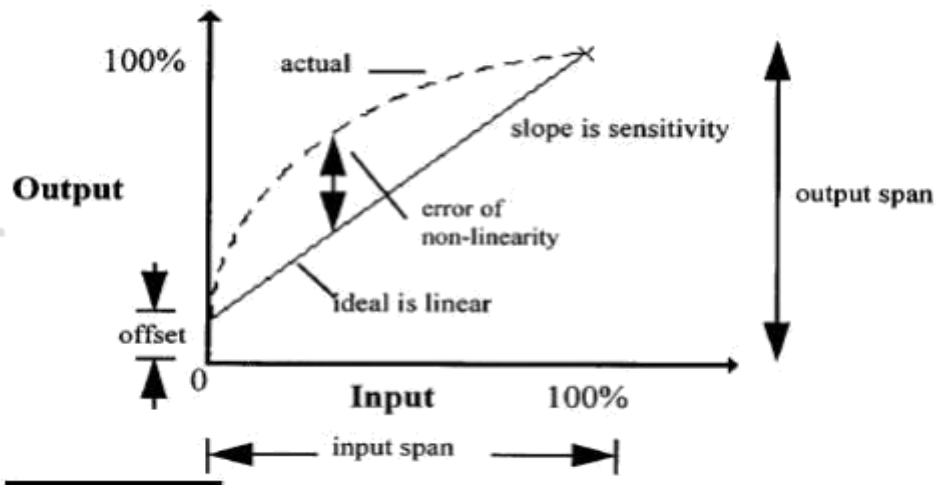 100%
actual
slope is sensitivity
Output
output span
error of
non-linearity
ideal is linear
offset
0
Input
100%
input span